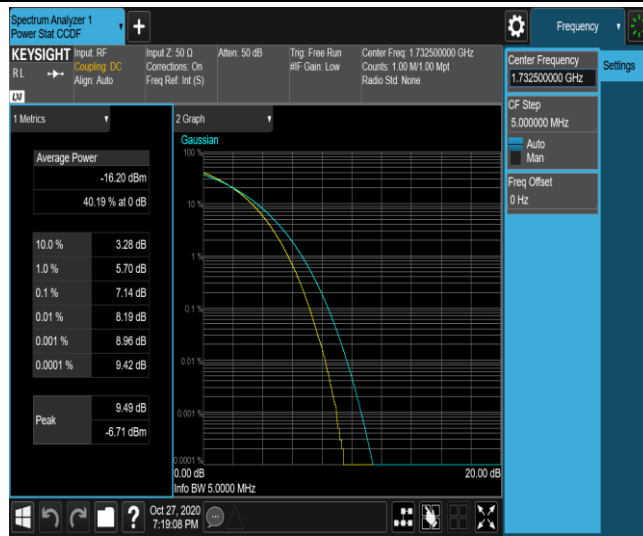 Spectrum Analyzer 1
Power Stat CCDF
+
Frequency
KEYSIGHT
RL
LXI
Input: RF
Coupling: DC
Align: Auto
Input Z: 50 Ω
Corrections: On
Freq Ref: Int (S)
Atten: 50 dB
Trig: Free Run
#IF Gain: Low
Center Freq: 1.732500000 GHz
Counts: 1.00 M/1.00 Mpt
Radio Std: None
Center Frequency
1.732500000 GHz
Settings
CF Step
5.000000 MHz
Auto
Man
Freq Offset
0 Hz
1 Metrics
Average Power
-16.20 dBm
40.19 % at 0 dB
10.0 % 3.28 dB
1.0 % 5.70 dB
0.1 % 7.14 dB
0.01 % 8.19 dB
0.001 % 8.96 dB
0.0001 % 9.42 dB
Peak
9.49 dB
-6.71 dBm
2 Graph
Gaussian
100 %
10 %
1 %
0.1 %
0.01 %
0.001 %
0.0001 %
0.00 dB 20.00 dB
Info BW 5.0000 MHz
?
Oct 27, 2020
7:19:08 PM